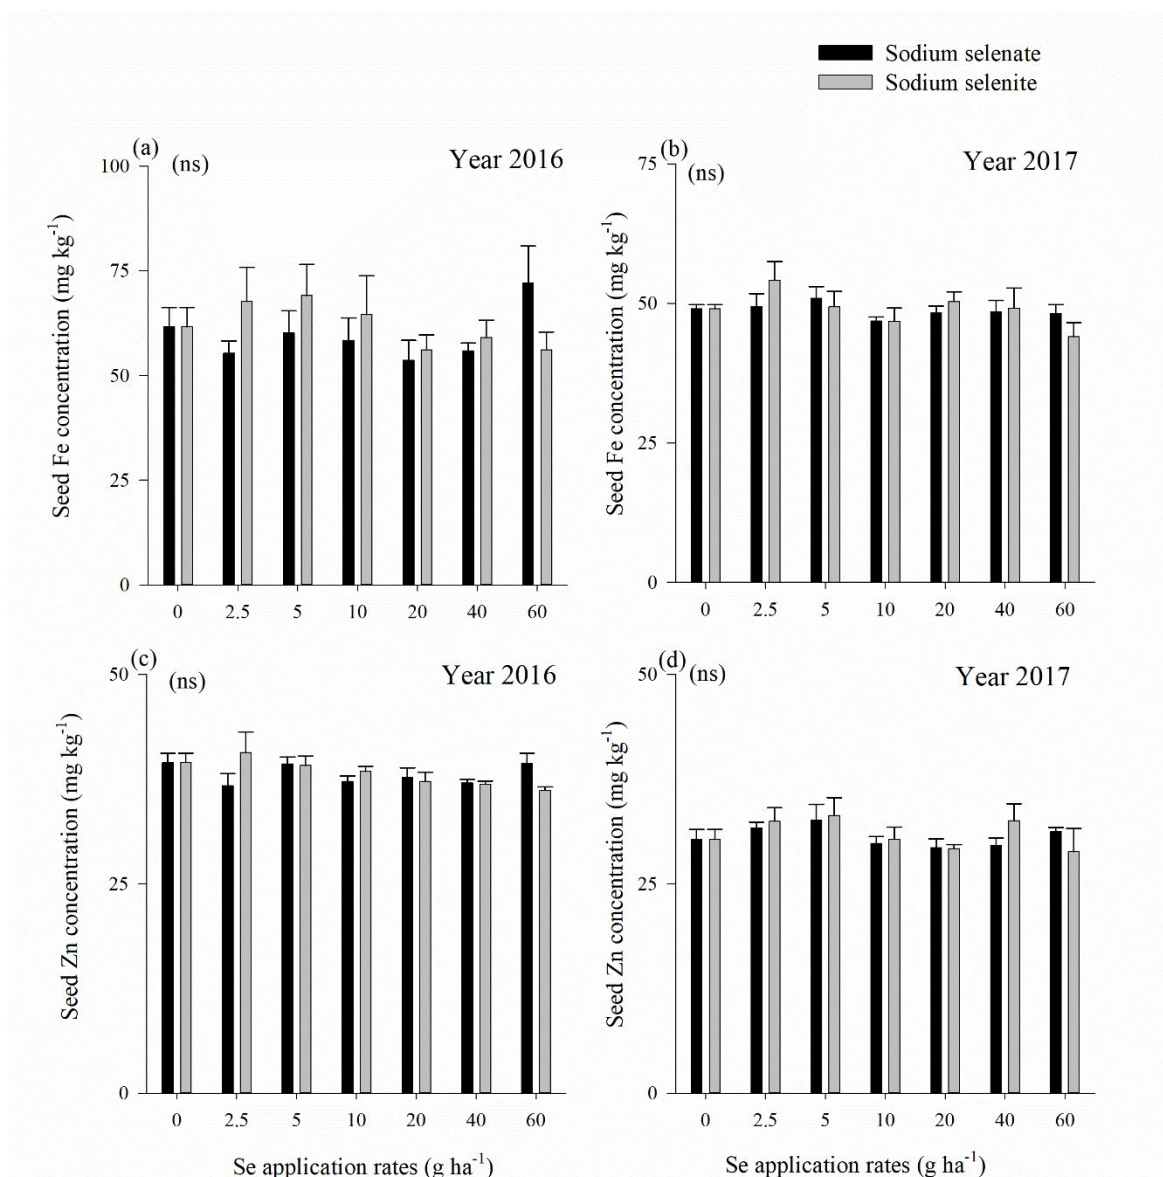 Sodium selenate
Sodium selenite
(a)
(ns)
Year 2016
100
75
50
25
0
Seed Fe concentration (mg kg⁻¹)
0 2.5 5 10 20 40 60
(b)
(ns)
Year 2017
75
50
25
0
Seed Fe concentration (mg kg⁻¹)
0 2.5 5 10 20 40 60
(c)
(ns)
Year 2016
50
25
0
Seed Zn concentration (mg kg⁻¹)
0 2.5 5 10 20 40 60
Se application rates (g ha⁻¹)
(d)
(ns)
Year 2017
50
25
0
Seed Zn concentration (mg kg⁻¹)
0 2.5 5 10 20 40 60
Se application rates (g ha⁻¹)